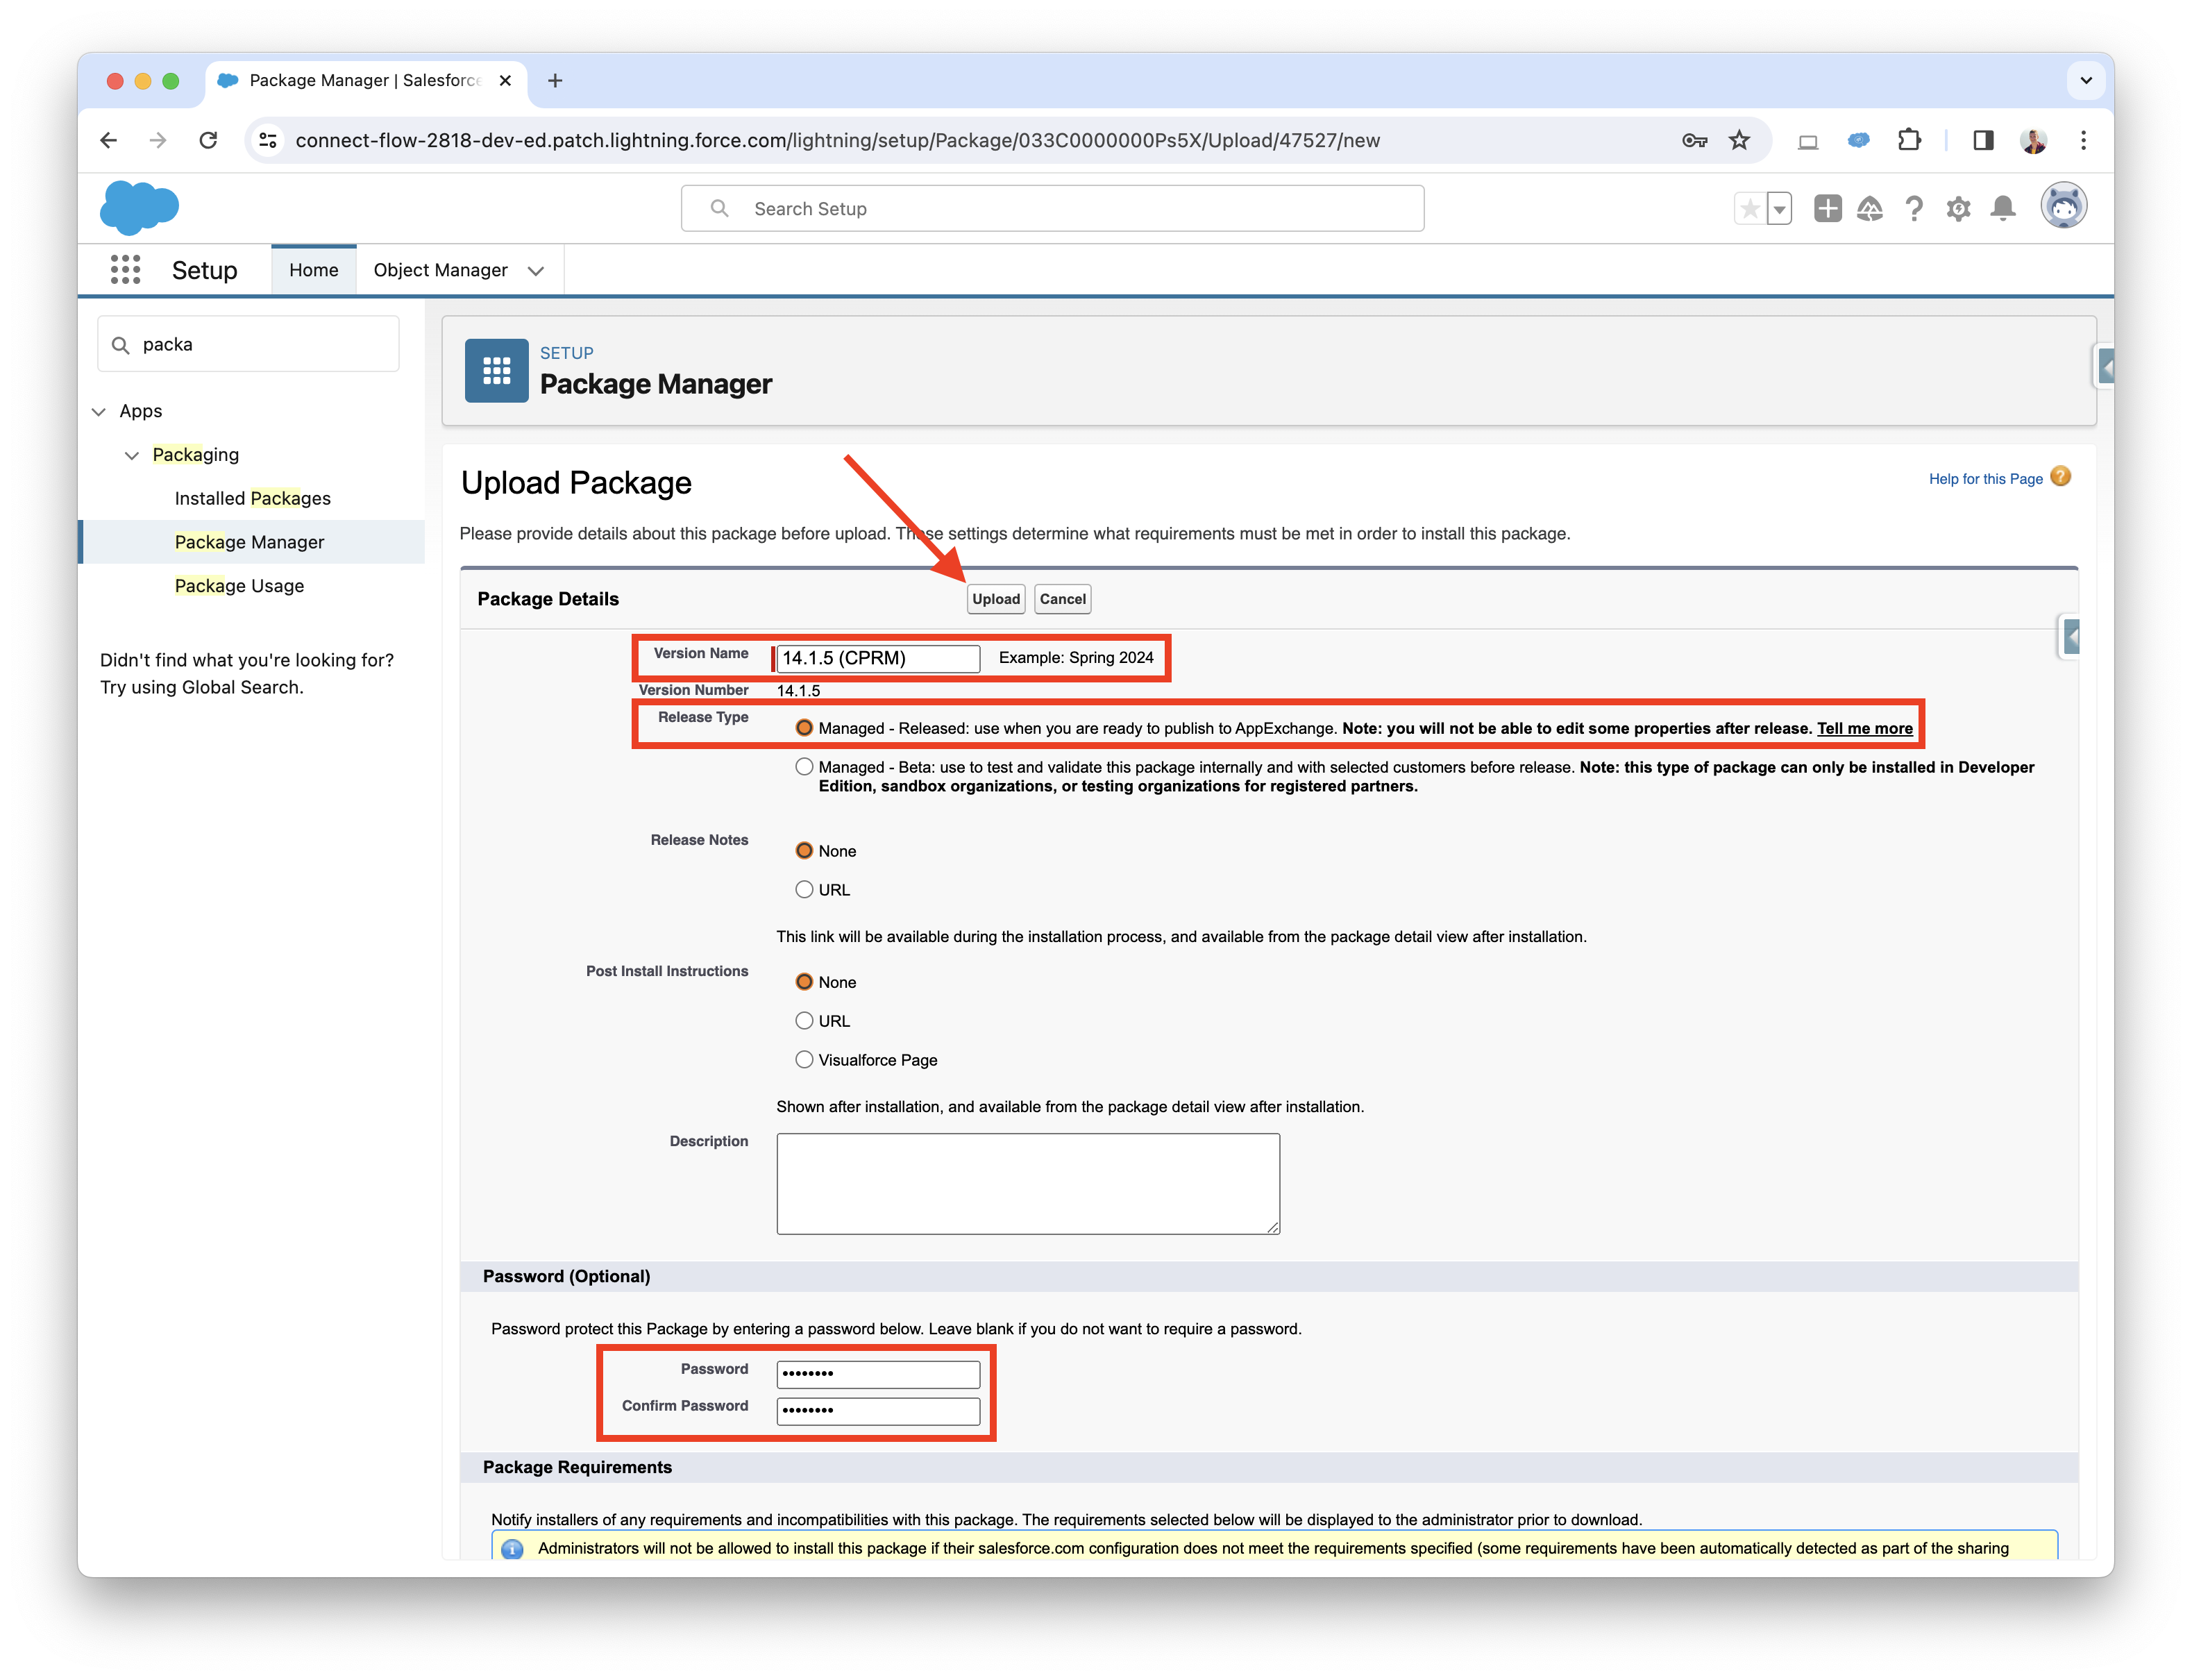 Package Manager | Salesforce
connect-flow-2818-dev-ed.patch.lightning.force.com/lightning/setup/Package/033C0000000Ps5X/Upload/47527/new
Search Setup
Setup
Home
Object Manager
packa
Apps
Packaging
Installed Packages
Package Manager
Package Usage
Didn't find what you're looking for?
Try using Global Search.
SETUP
Package Manager
Upload Package
Help for this Page
Please provide details about this package before upload. These settings determine what requirements must be met in order to install this package.
Package Details
Upload
Cancel
Version Name
14.1.5 (CPRM)
Example: Spring 2024
Version Number
14.1.5
Release Type
Managed - Released: use when you are ready to publish to AppExchange. Note: you will not be able to edit some properties after release. Tell me more
Managed - Beta: use to test and validate this package internally and with selected customers before release. Note: this type of package can only be installed in Developer
Edition, sandbox organizations, or testing organizations for registered partners.
Release Notes
None
URL
This link will be available during the installation process, and available from the package detail view after installation.
Post Install Instructions
None
URL
Visualforce Page
Shown after installation, and available from the package detail view after installation.
Description
Password (Optional)
Password protect this Package by entering a password below. Leave blank if you do not want to require a password.
Password
••••••••
Confirm Password
••••••••
Package Requirements
Notify installers of any requirements and incompatibilities with this package. The requirements selected below will be displayed to the administrator prior to download.
Administrators will not be allowed to install this package if their salesforce.com configuration does not meet the requirements specified (some requirements have been automatically detected as part of the sharing